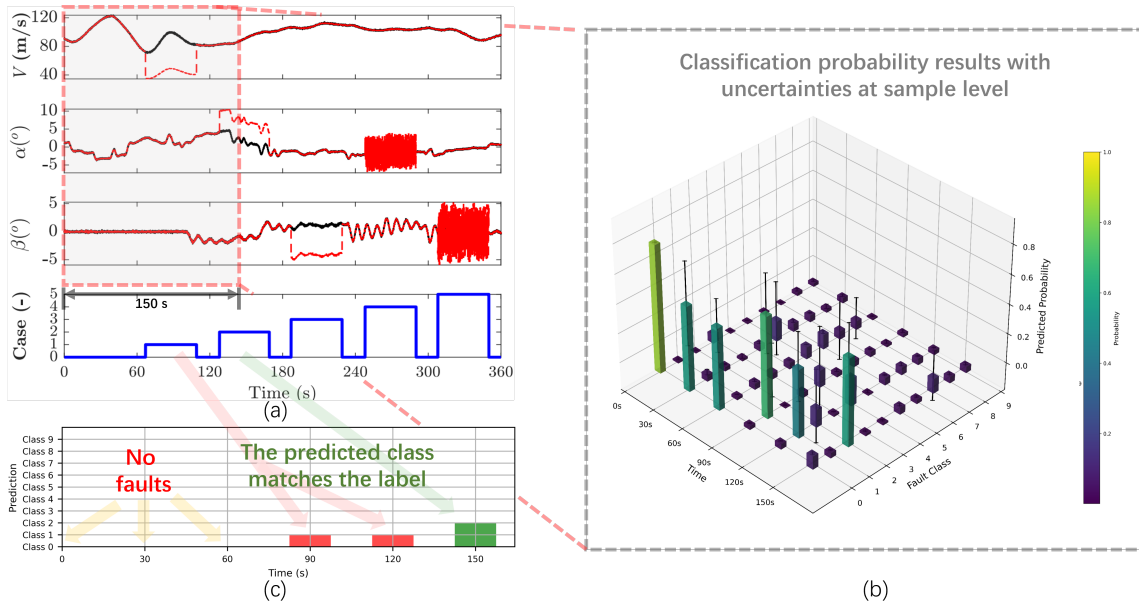 V (m/s)
120
80
40
α(°)
10
5
0
-5
β(°)
5
0
-5
Case (-)
5
4
3
2
1
0
150 s
0 60 120 180 240 300 360
Time (s)
(a)
Classification probability results with
uncertainties at sample level
Predicted Probability
0.8
0.6
0.4
0.2
0.0
0s
30s
60s
90s
120s
150s
Time
0
1
2
3
4
5
6
7
8
9
Fault Class
Probability
1.0
0.8
0.6
0.4
0.2
(b)
Prediction
Class 9
Class 8
Class 7
Class 6
Class 5
Class 4
Class 3
Class 2
Class 1
Class 0
No
faults
The predicted class
matches the label
0 30 60 90 120 150
Time (s)
(c)